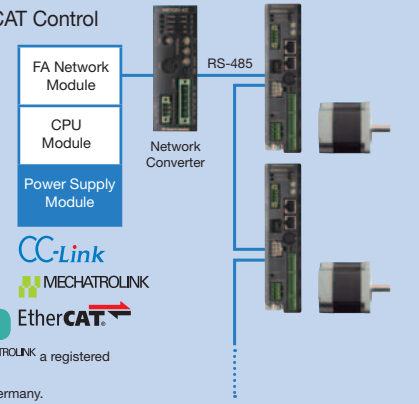 CAT Control
FA Network
Module
CPU
Module
Power Supply
Module
RS-485
Network
Converter
CC-Link
MECHATROLINK
EtherCAT.
TROLINK a registered
ermany.